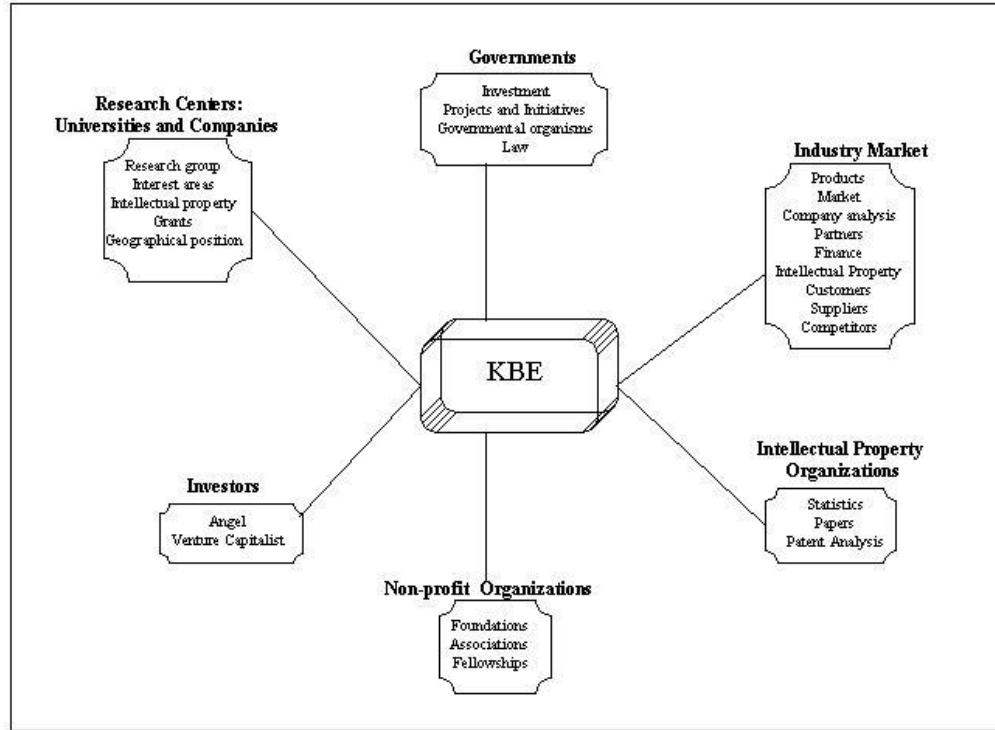 Governments
Investment
Projects and Initiatives
Governmental organisms
Law
Research Centers:
Universities and Companies
Research group
Interest areas
Intellectual property
Grants
Geographical position
Industry Market
Products
Market
Company analysis
Partners
Finance
Intellectual Property
Customers
Suppliers
Competitors
KBE
Investors
Angel
Venture Capitalist
Intellectual Property
Organizations
Statistics
Papers
Patent Analysis
Non-profit Organizations
Foundations
Associations
Fellowships